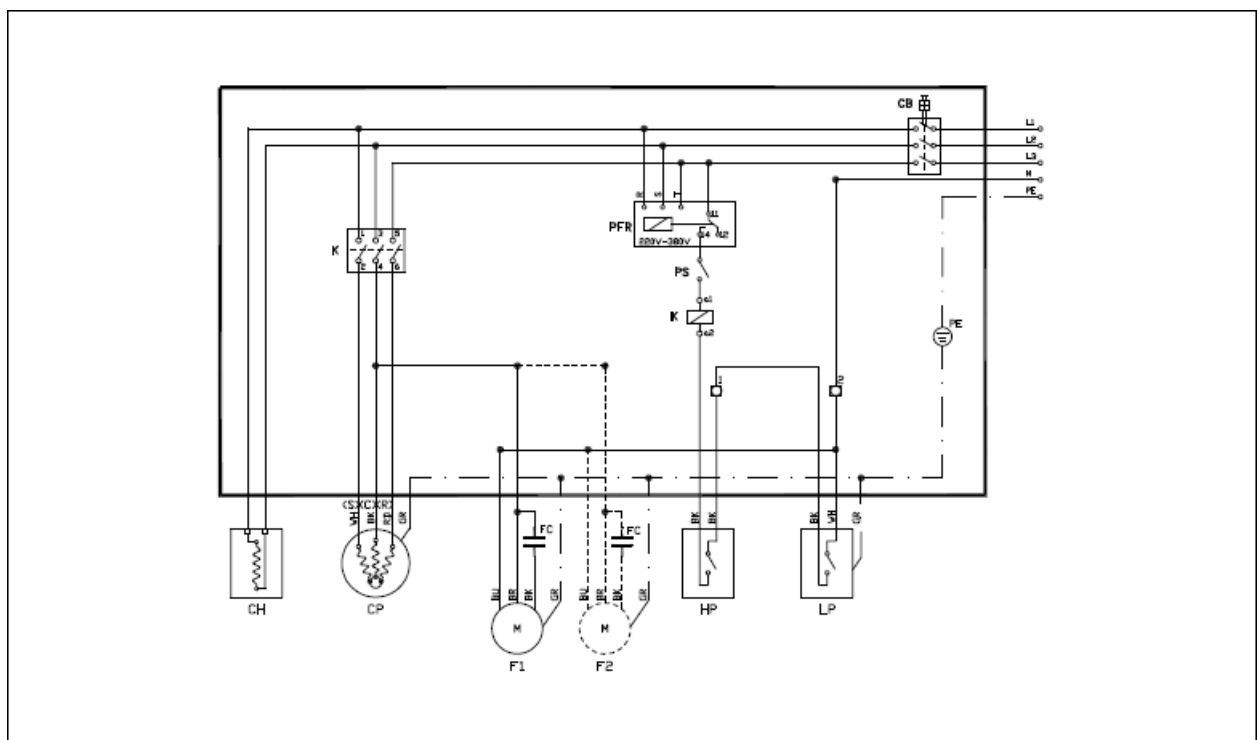 CB
L1
L2
L3
N
PE
K
1 3 5
2 4 6
T
PFR
11
14 12
220V-380V
PS
a1
K
a2
PE
(S)(C)(R)
WH BK RD GR
FC
FC
BK BK
BK WH GR
BU BR BK GR
BU BR BK GR
CH
CP
M
M
HP
LP
F1
F2